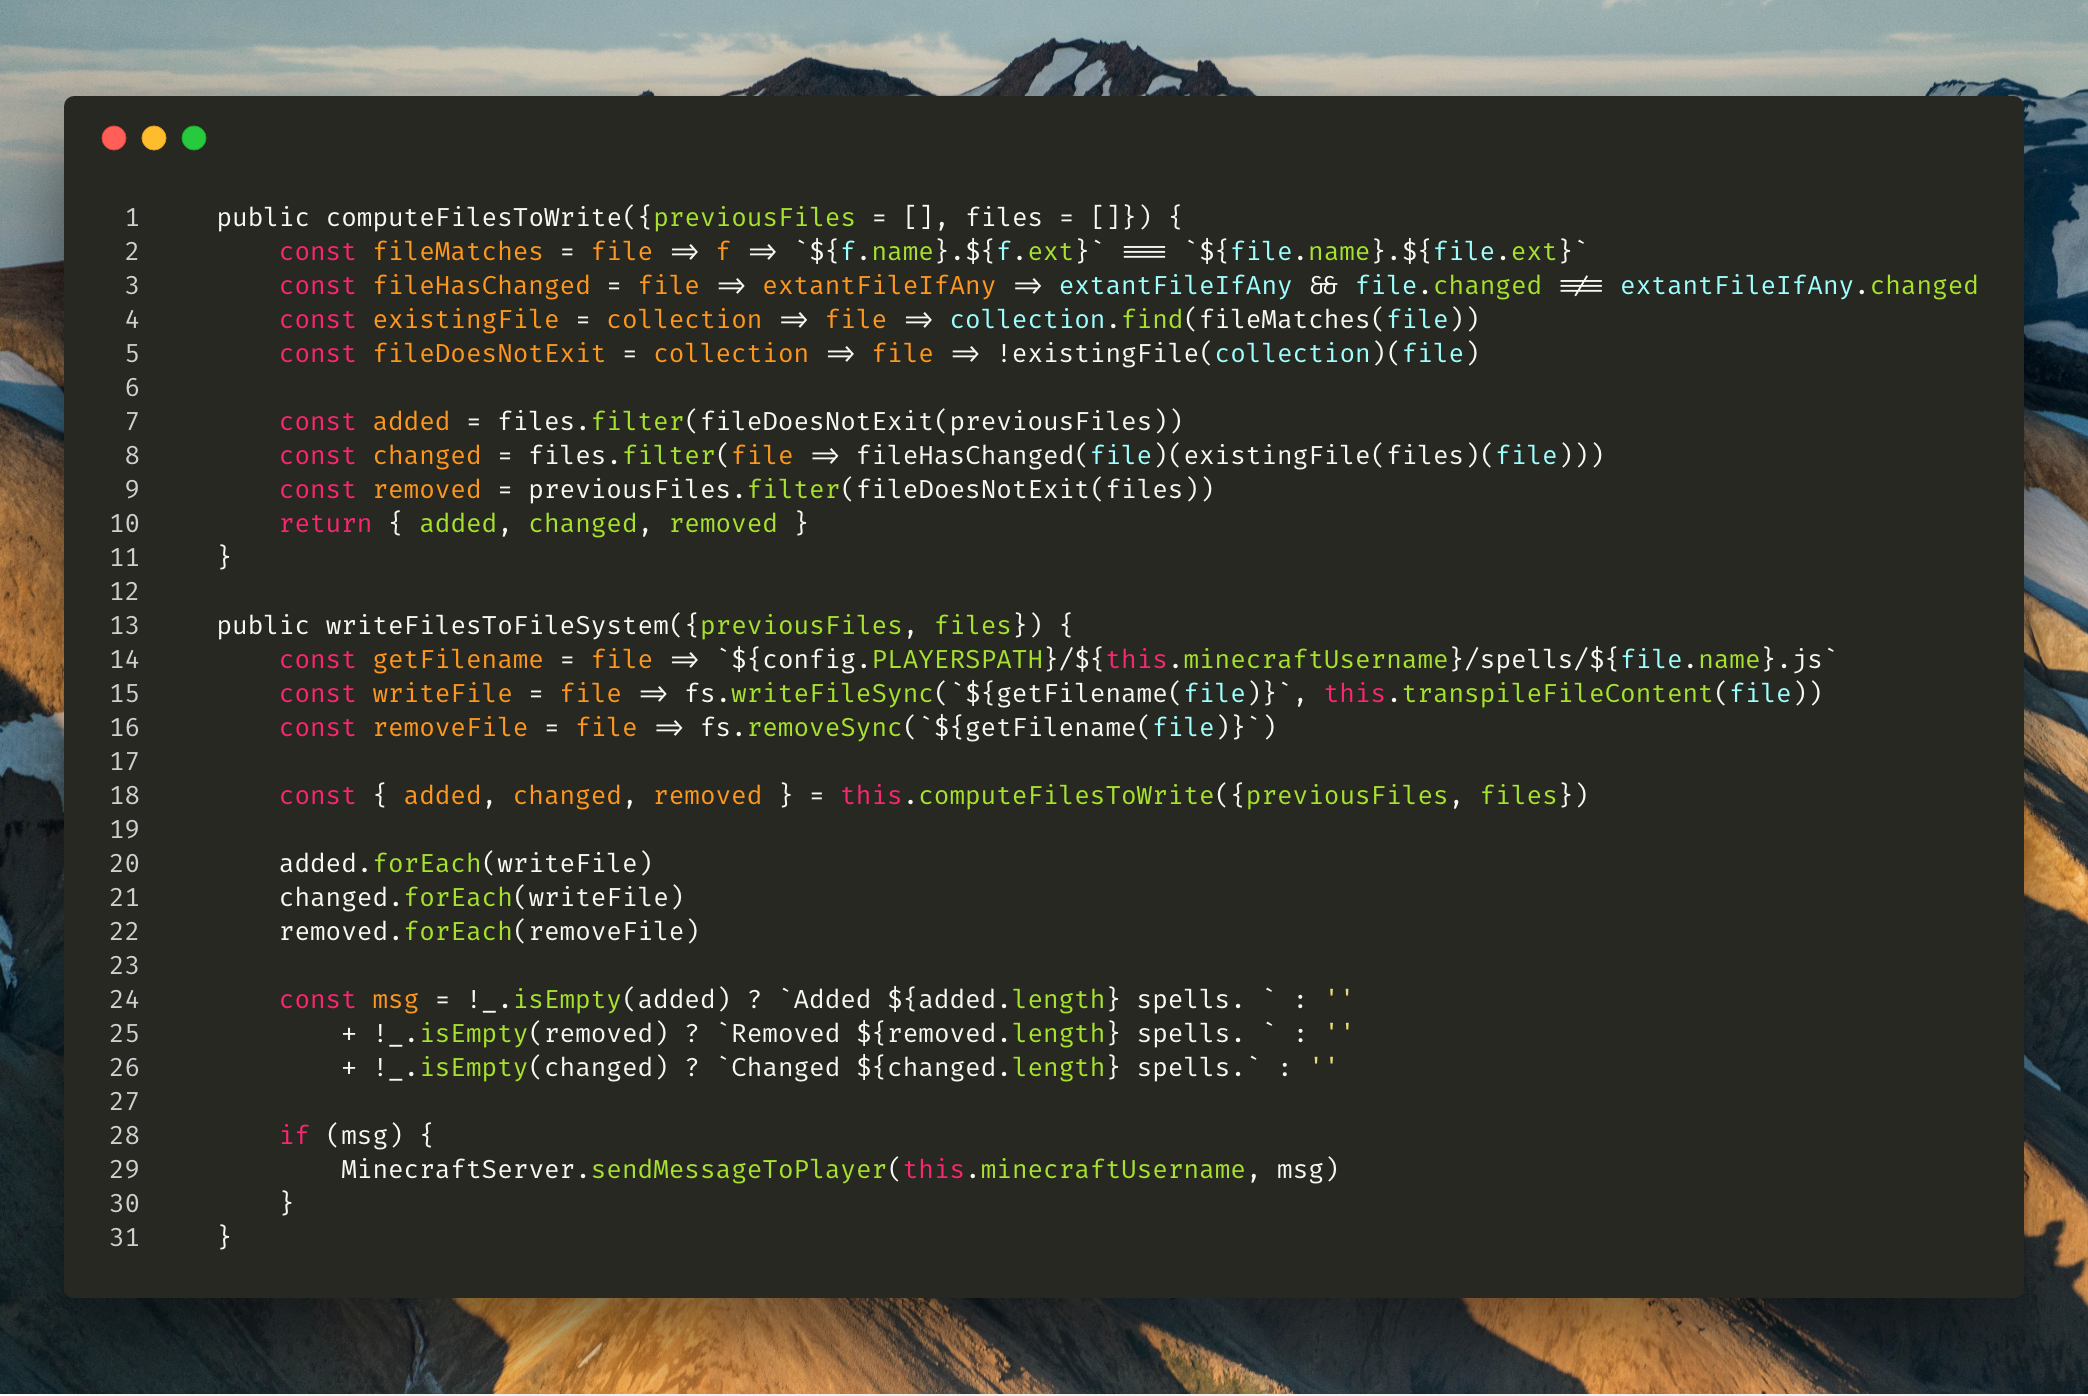 1 public computeFilesToWrite({previousFiles = [], files = []}) {
2 const fileMatches = file => f => `${f.name}.${f.ext}` === `${file.name}.${file.ext}`
3 const fileHasChanged = file => extantFileIfAny => extantFileIfAny && file.changed !== extantFileIfAny.changed
4 const existingFile = collection => file => collection.find(fileMatches(file))
5 const fileDoesNotExit = collection => file => !existingFile(collection)(file)
6
7 const added = files.filter(fileDoesNotExit(previousFiles))
8 const changed = files.filter(file => fileHasChanged(file)(existingFile(files)(file)))
9 const removed = previousFiles.filter(fileDoesNotExit(files))
10 return { added, changed, removed }
11 }
12
13 public writeFilesToFileSystem({previousFiles, files}) {
14 const getFilename = file => `${config.PLAYERSPATH}/${this.minecraftUsername}/spells/${file.name}.js`
15 const writeFile = file => fs.writeFileSync(`${getFilename(file)}`, this.transpileFileContent(file))
16 const removeFile = file => fs.removeSync(`${getFilename(file)}`)
17
18 const { added, changed, removed } = this.computeFilesToWrite({previousFiles, files})
19
20 added.forEach(writeFile)
21 changed.forEach(writeFile)
22 removed.forEach(removeFile)
23
24 const msg = !_.isEmpty(added) ? `Added ${added.length} spells. ` : ''
25 + !_.isEmpty(removed) ? `Removed ${removed.length} spells. ` : ''
26 + !_.isEmpty(changed) ? `Changed ${changed.length} spells.` : ''
27
28 if (msg) {
29 MinecraftServer.sendMessageToPlayer(this.minecraftUsername, msg)
30 }
31 }